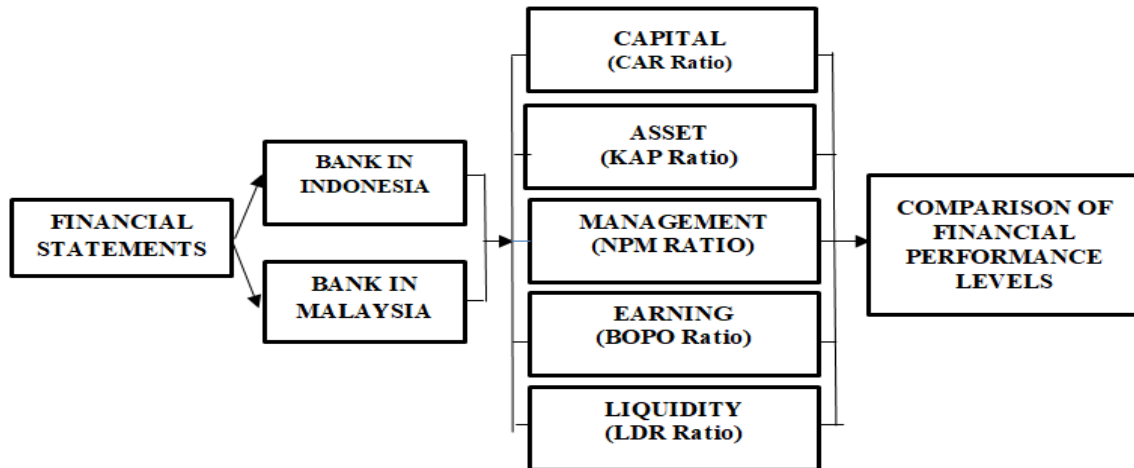 FINANCIAL
STATEMENTS
BANK IN
INDONESIA
BANK IN
MALAYSIA
CAPITAL
(CAR Ratio)
ASSET
(KAP Ratio)
MANAGEMENT
(NPM RATIO)
EARNING
(BOPO Ratio)
LIQUIDITY
(LDR Ratio)
COMPARISON OF
FINANCIAL
PERFORMANCE
LEVELS